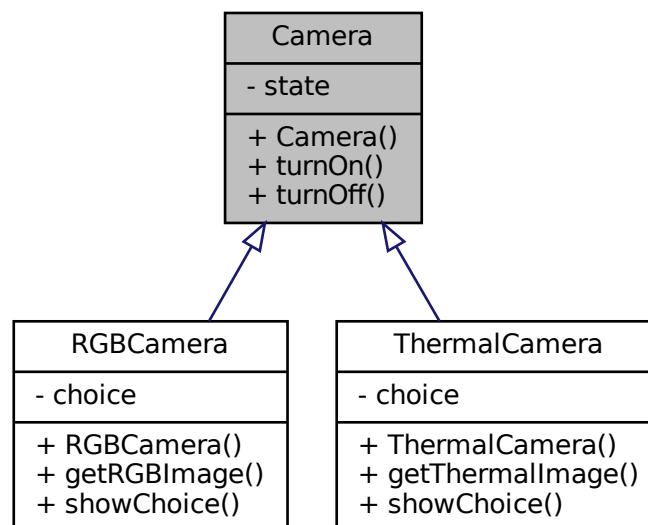 Camera
- state
+ Camera()
+ turnOn()
+ turnOff()
RGBCamera
- choice
+ RGBCamera()
+ getRGBImage()
+ showChoice()
ThermalCamera
- choice
+ ThermalCamera()
+ getThermalImage()
+ showChoice()